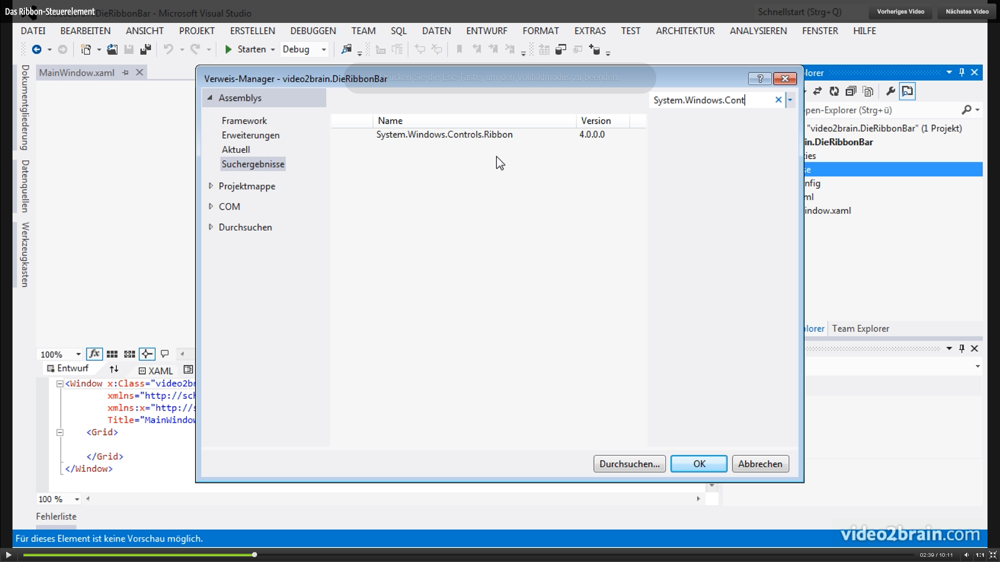 Das Ribbon-Steuerelement
video2brain.DieRibbonBar - Microsoft Visual Studio
Schnellstart (Strg+Q)
Vorheriges Video
Nächstes Video
DATEI BEARBEITEN ANSICHT PROJEKT ERSTELLEN DEBUGGEN TEAM SQL DATEN ENTWURF FORMAT EXTRAS TEST ARCHITEKTUR ANALYSIEREN FENSTER HILFE
Starten
Debug
Dokumentgliederung
Datenquellen
Werkzeugkasten
MainWindow.xaml
Verweis-Manager - video2brain.DieRibbonBar
Drücken Sie die Esc-Taste, um den Vollbildmodus zu beenden.
Assemblys
Framework
Erweiterungen
Aktuell
Suchergebnisse
Projektmappe
COM
Durchsuchen
System.Windows.Cont
Name Version
System.Windows.Controls.Ribbon 4.0.0.0
Durchsuchen...
OK
Abbrechen
lorer
pen-Explorer (Strg+ü)
"video2brain.DieRibbonBar" (1 Projekt)
in.DieRibbonBar
ties
se
nfig
ml
indow.xaml
lorer
Team Explorer
100%
fx
Entwurf
XAML
<Window x:Class="video2br
xmlns="http://sch
xmlns:x="http://s
Title="MainWindow
<Grid>
</Grid>
</Window>
100 %
Fehlerliste
Für dieses Element ist keine Vorschau möglich.
video2brain.com
02:39 / 10:11
1:1